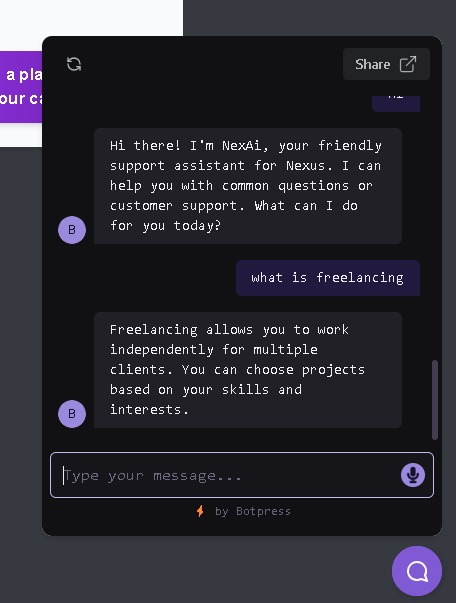 a pla
our ca
Share
Hi there! I'm NexAi, your friendly
support assistant for Nexus. I can
help you with common questions or
customer support. What can I do
for you today?
B
what is freelancing
Freelancing allows you to work
independently for multiple
clients. You can choose projects
based on your skills and
interests.
B
Type your message...
by Botpress